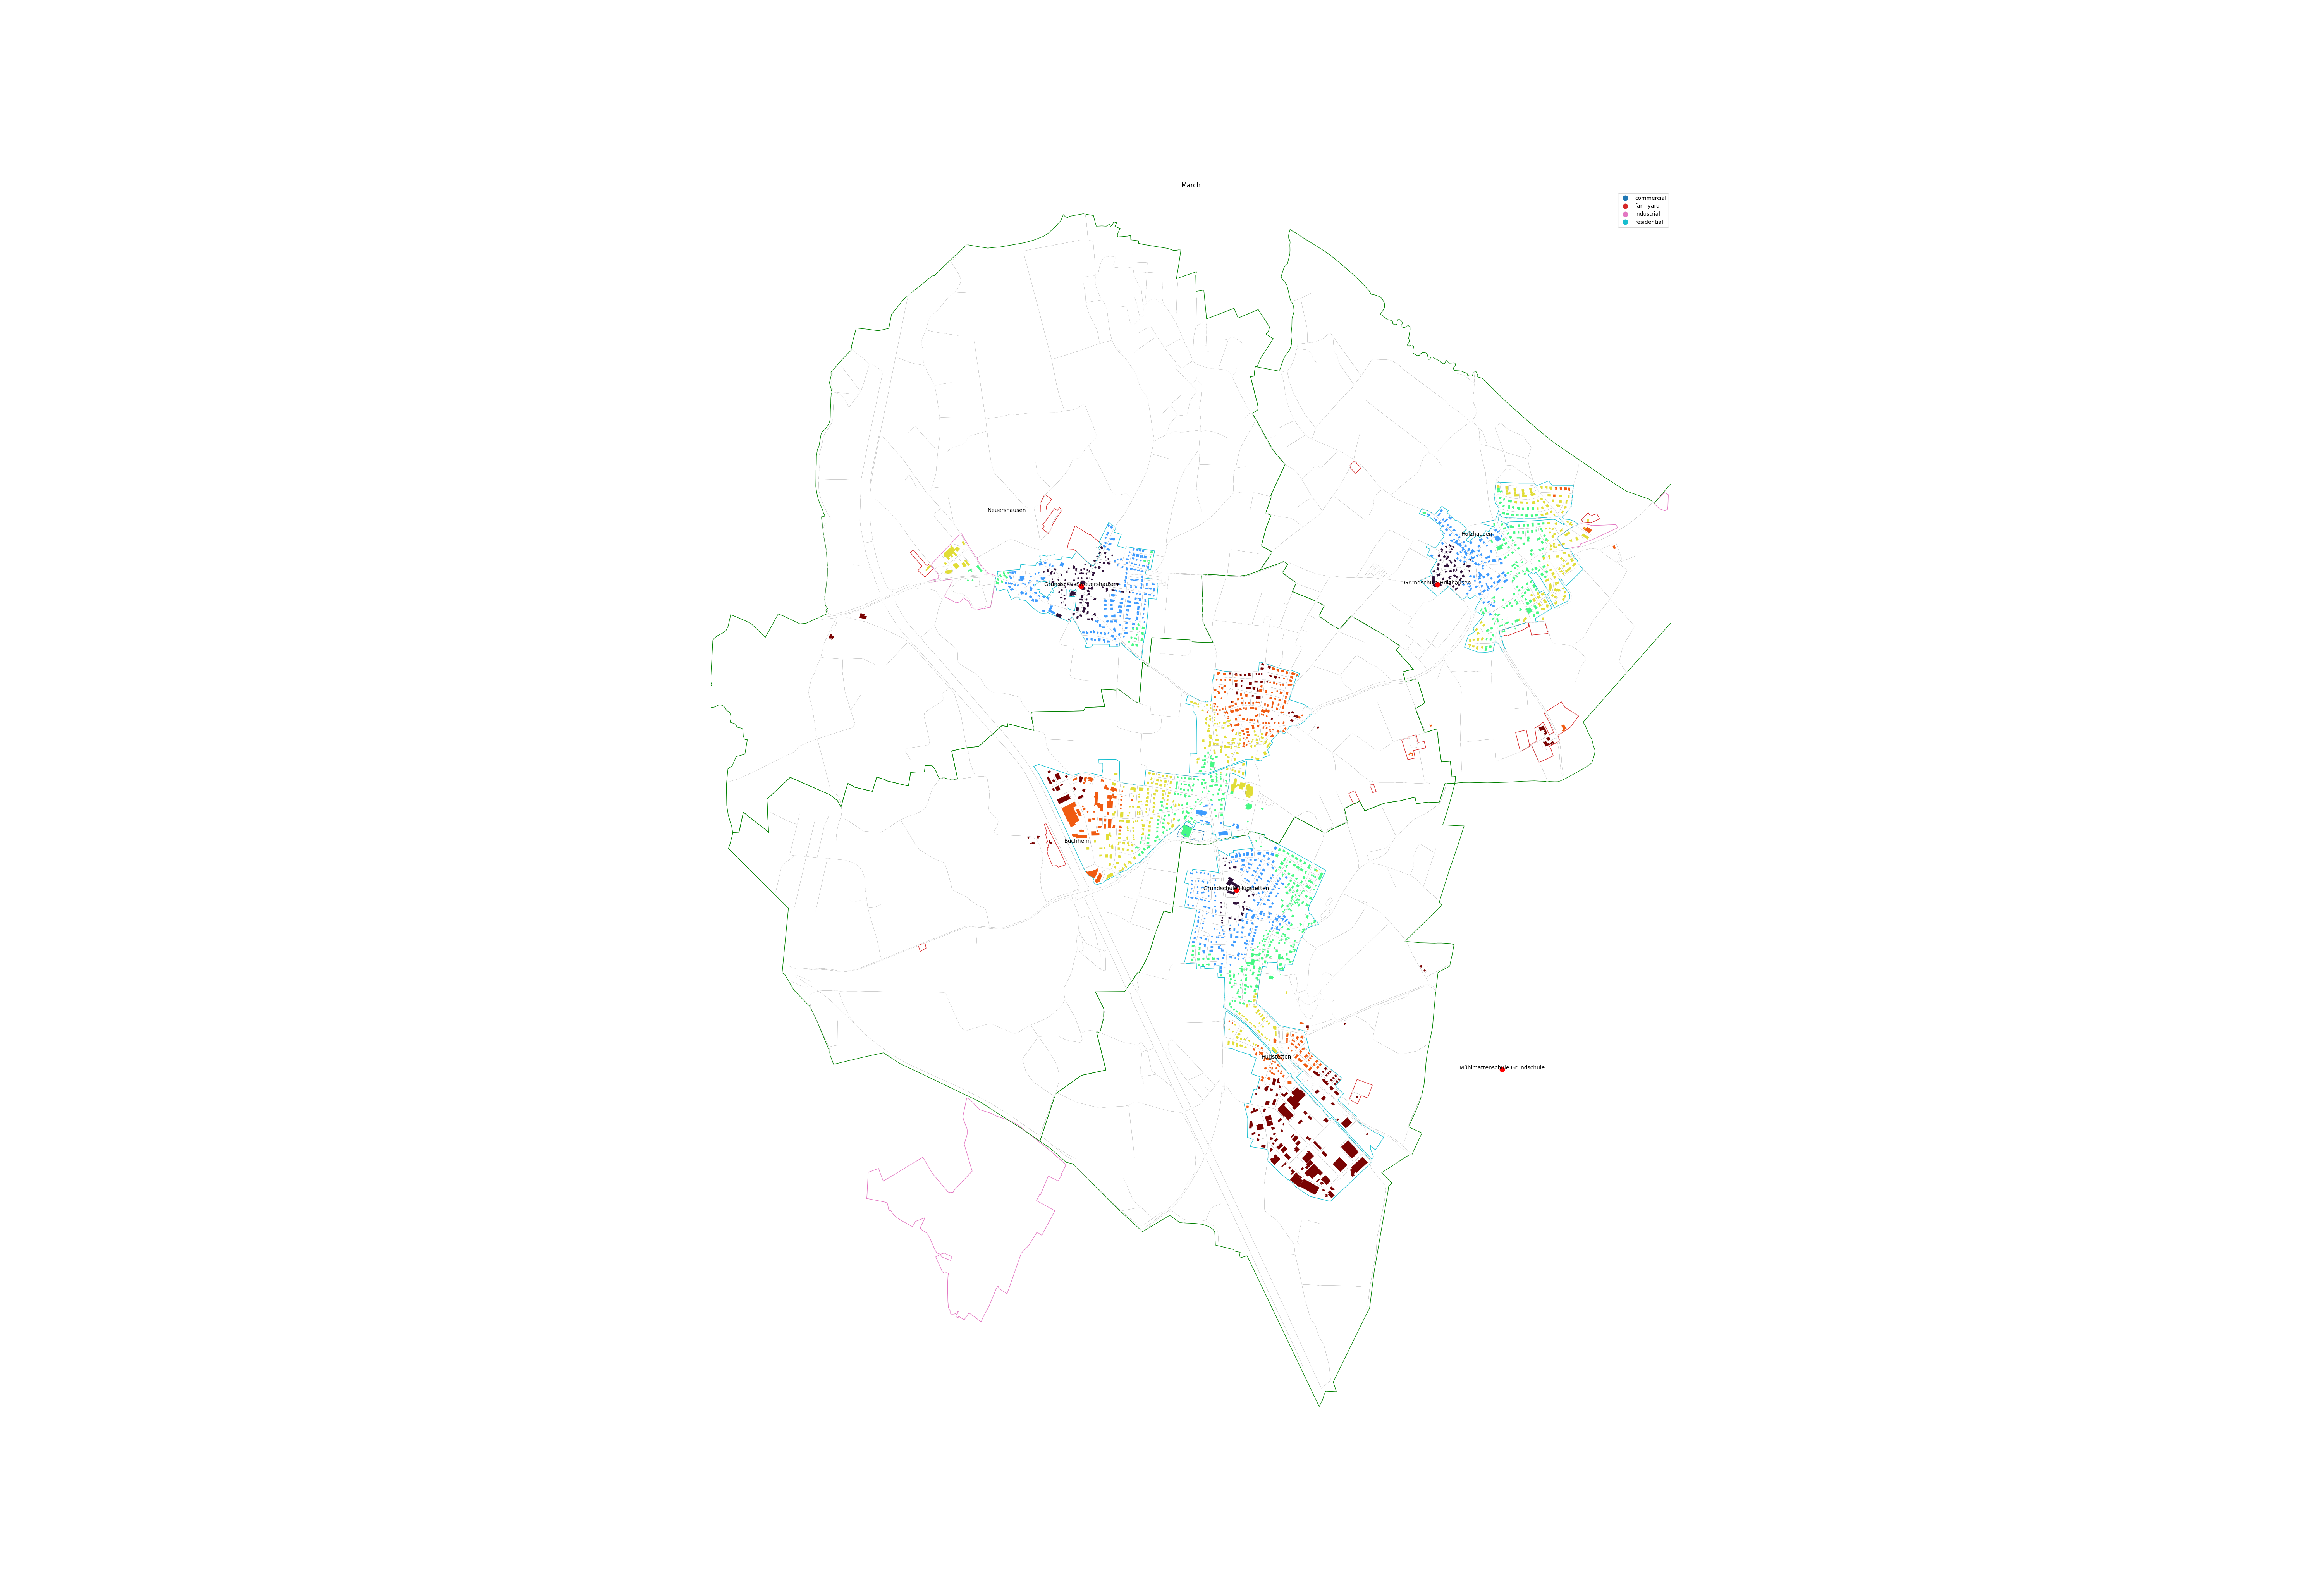 March
commercial
farmyard
industrial
residential
Neuershausen
Holzhausen
Grundschule Holzhausen
Grundschule Neuershausen
Buchheim
Grundschule Hugstetten
Hugstetten
Mühlmattenschule Grundschule